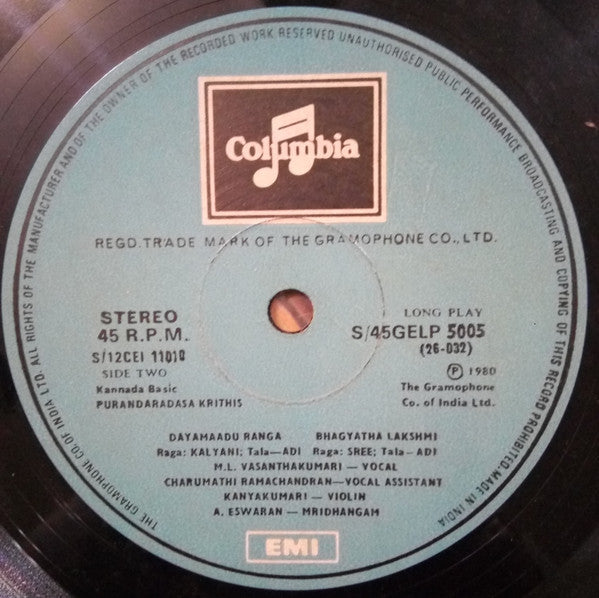 THE GRAMOPHONE CO. OF INDIA LTD. ALL RIGHTS OF THE MANUFACTURER AND OF THE OWNER OF THE RECORDED WORK RESERVED UNAUTHORISED PUBLIC PERFORMANCE BROADCASTING AND COPYING OF THIS RECORD PROHIBITED-MADE IN INDIA
Columbia
REGD. TRADE MARK OF THE GRAMOPHONE CO., LTD.
STEREO
45 R.P.M.
S/12CEI 11018
SIDE TWO
Kannada Basic
PURANDARADASA KRITHIS
LONG PLAY
S/45GELP 5005
(26-032)
Ⓟ 1980
The Gramophone
Co. of India Ltd.
DAYAMAADU RANGA BHAGYATHA LAKSHMI
Raga: KALYANI; Tala—ADI Raga: SREE; Tala—ADI
M.L. VASANTHAKUMARI — VOCAL
CHARUMATHI RAMACHANDRAN—VOCAL ASSISTANT
KANYAKUMARI — VIOLIN
A. ESWARAN — MRIDHANGAM
EMI